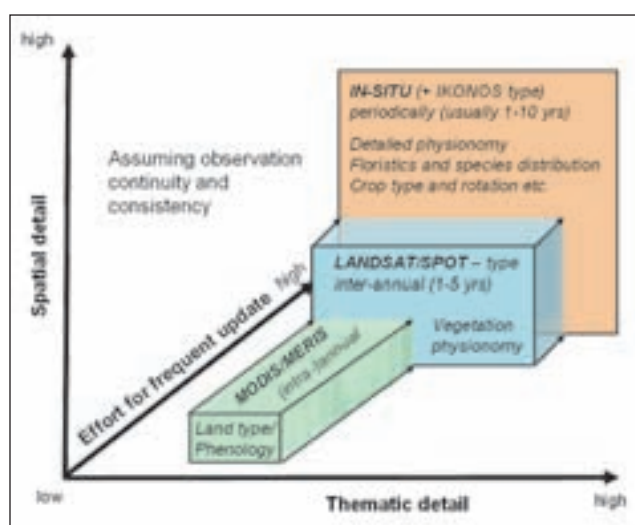 high
IN-SITU (+ IKONOS type)
periodically (usually 1-10 yrs)
Detailed physionomy
Floristics and species distribution
Crop type and rotation etc.
Assuming observation
continuity and
consistency
Spatial detail
high
Effort for frequent update
LANDSAT/SPOT – type
inter-annual (1-5 yrs)
Vegetation
physionomy
MODIS/MERIS
(intra-)annual
Land type/
Phenology
low
Thematic detail
high